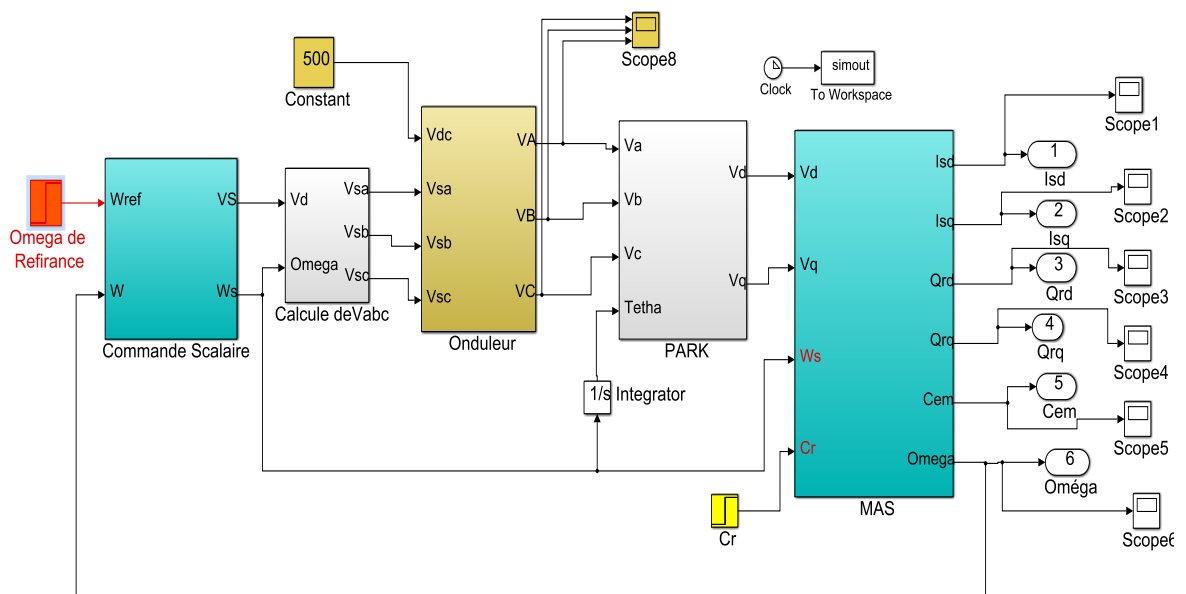 500
Constant
Scope8
Clock
simout
To Workspace
Omega de
Refirance
Wref
W
VS
Ws
Commande Scalaire
Vd
Omega
Vsa
Vsb
Vsc
Calcule deVabc
Vdc
Vsa
Vsb
Vsc
VA
VB
VC
Onduleur
Va
Vb
Vc
Tetha
Vd
Vq
PARK
1/s
Integrator
Vd
Vq
Ws
Cr
Isd
Isq
Qrd
Qrq
Cem
Omega
MAS
Cr
Scope1
1
Isd
Scope2
2
Isq
Scope3
3
Qrd
Scope4
4
Qrq
5
Cem
Scope5
6
Oméga
Scope6